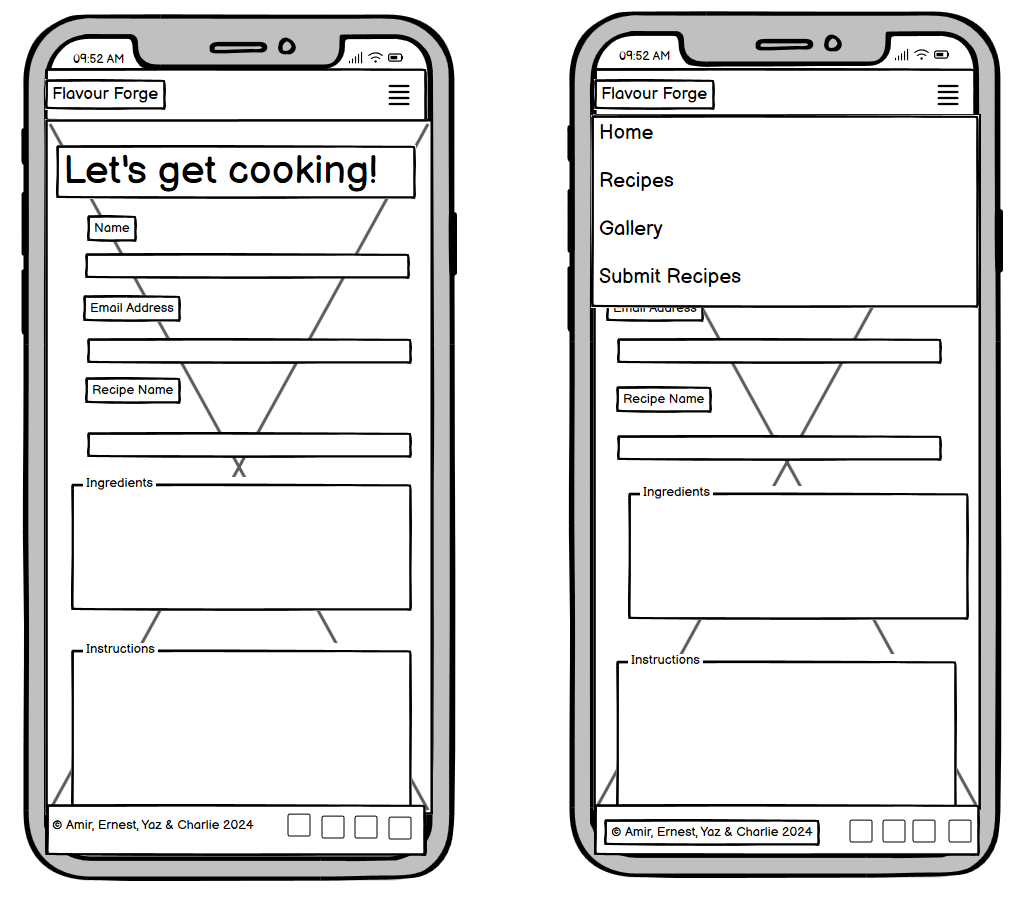 09:52 AM
Flavour Forge
Let's get cooking!
Name
Email Address
Recipe Name
Ingredients
Instructions
© Amir, Ernest, Yaz & Charlie 2024
09:52 AM
Flavour Forge
Home
Recipes
Gallery
Submit Recipes
Email Address
Recipe Name
Ingredients
Instructions
© Amir, Ernest, Yaz & Charlie 2024